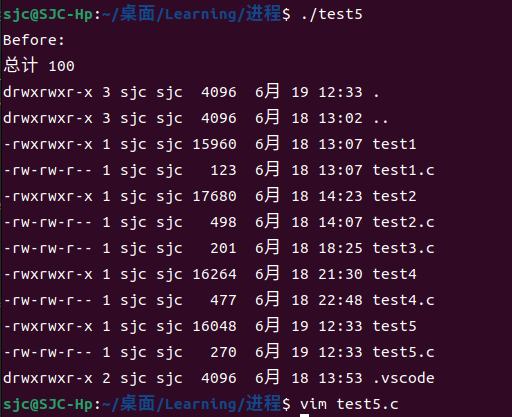 sjc@SJC-Hp:~/桌面/Learning/进程$ ./test5
Before:
总计 100
drwxrwxr-x 3 sjc sjc  4096  6月 19 12:33 .
drwxrwxr-x 3 sjc sjc  4096  6月 18 13:02 ..
-rwxrwxr-x 1 sjc sjc 15960  6月 18 13:07 test1
-rw-rw-r-- 1 sjc sjc   123  6月 18 13:07 test1.c
-rwxrwxr-x 1 sjc sjc 17680  6月 18 14:23 test2
-rw-rw-r-- 1 sjc sjc   498  6月 18 14:07 test2.c
-rw-rw-r-- 1 sjc sjc   201  6月 18 18:25 test3.c
-rwxrwxr-x 1 sjc sjc 16264  6月 18 21:30 test4
-rw-rw-r-- 1 sjc sjc   477  6月 18 22:48 test4.c
-rwxrwxr-x 1 sjc sjc 16048  6月 19 12:33 test5
-rw-rw-r-- 1 sjc sjc   270  6月 19 12:33 test5.c
drwxrwxr-x 2 sjc sjc  4096  6月 18 13:53 .vscode
sjc@SJC-Hp:~/桌面/Learning/进程$ vim test5.c